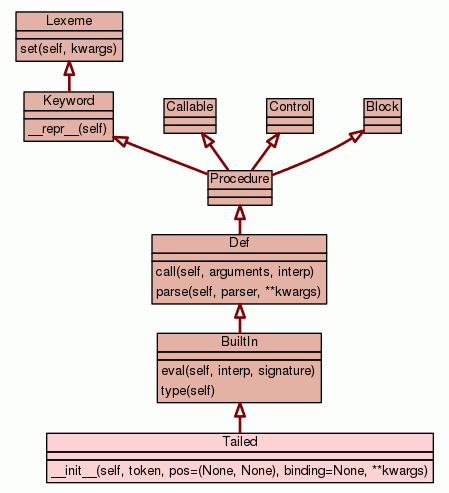 Lexeme
set(self, kwargs)
Keyword
__repr__(self)
Callable
Control
Block
Procedure
Def
call(self, arguments, interp)
parse(self, parser, **kwargs)
BuiltIn
eval(self, interp, signature)
type(self)
Tailed
__init__(self, token, pos=(None, None), binding=None, **kwargs)